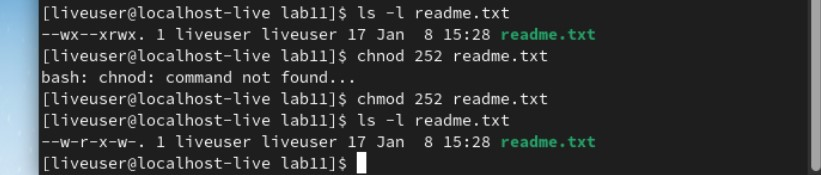 [liveuser@localhost-live lab11]$ ls -l readme.txt
--wx--xrwx. 1 liveuser liveuser 17 Jan  8 15:28 readme.txt
[liveuser@localhost-live lab11]$ chnod 252 readme.txt
bash: chnod: command not found...
[liveuser@localhost-live lab11]$ chmod 252 readme.txt
[liveuser@localhost-live lab11]$ ls -l readme.txt
--w-r-x-w-. 1 liveuser liveuser 17 Jan  8 15:28 readme.txt
[liveuser@localhost-live lab11]$